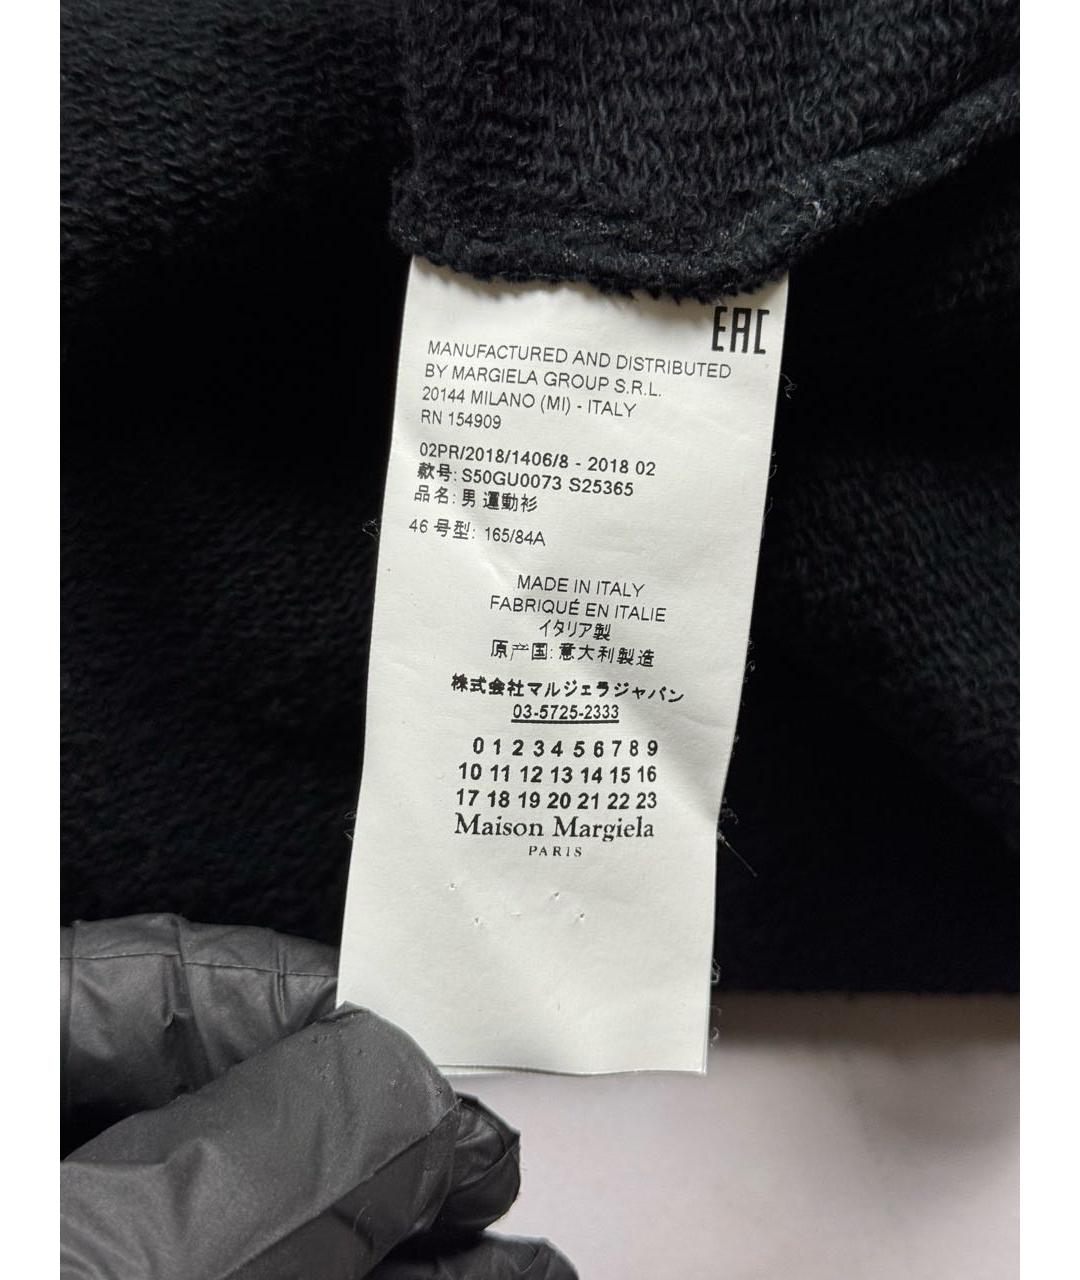 EAC
MANUFACTURED AND DISTRIBUTED
BY MARGIELA GROUP S.R.L.
20144 MILANO (MI) - ITALY
RN 154909
02PR/2018/1406/8 - 2018 02
款号: S50GU0073 S25365
品名: 男 運動衫
46 号型: 165/84A
MADE IN ITALY
FABRIQUÉ EN ITALIE
イタリア製
原产国: 意大利製造
株式会社マルジェラジャパン
03-5725-2333
0 1 2 3 4 5 6 7 8 9
10 11 12 13 14 15 16
17 18 19 20 21 22 23
Maison Margiela
PARIS